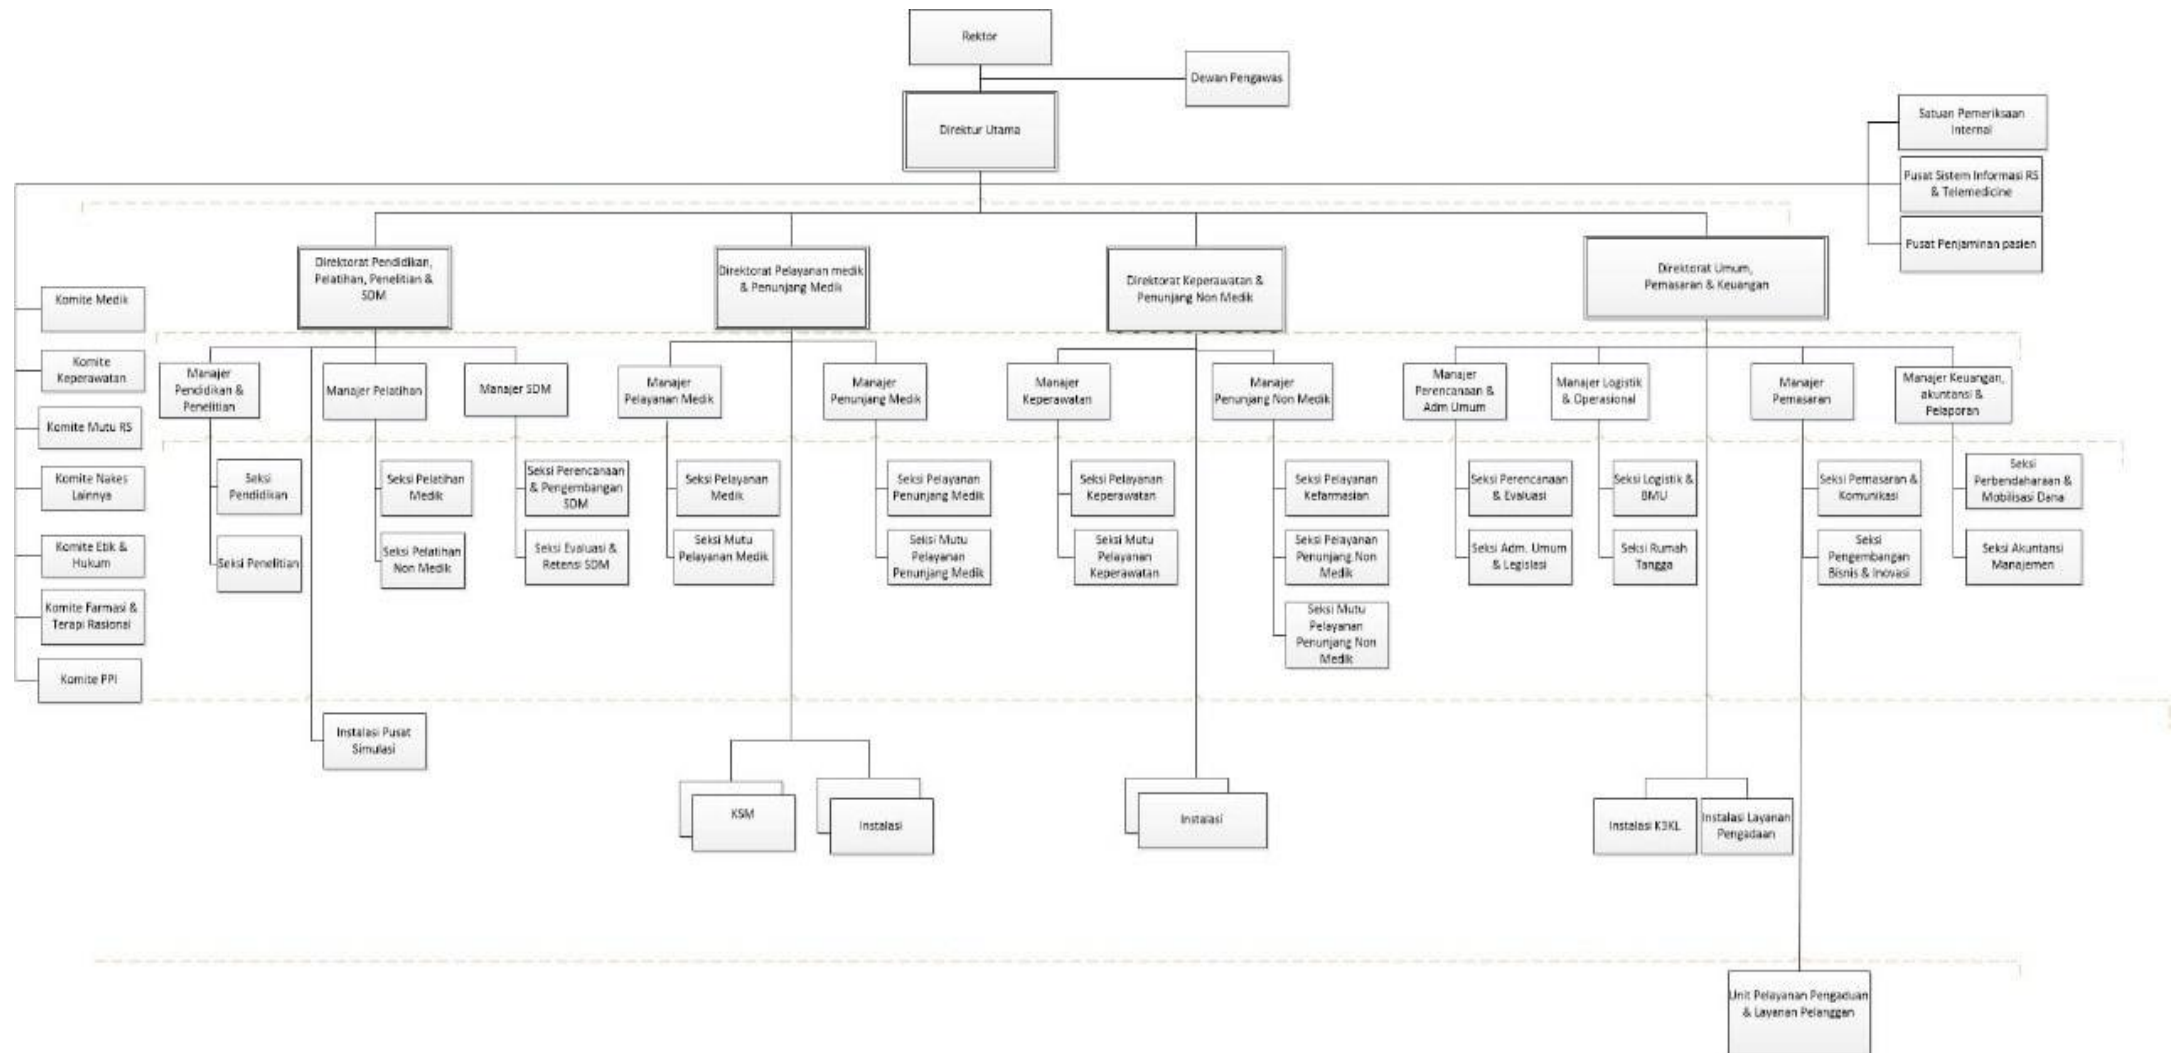 Rektor
Dewan Pengawas
Direktur Utama
Satuan Pemeriksaan
Internal
Pusat Sistem Informasi RS
& Telemedicine
Pusat Penjaminan pasien
Direktorat Pendidikan,
Pelatihan, Penelitian &
SDM
Direktorat Pelayanan medik
& Penunjang Medik
Direktorat Keperawatan &
Penunjang Non Medik
Direktorat Umum,
Pemasaran & Keuangan
Komite Medik
Komite
Keperawatan
Komite Mutu RS
Komite Nakes
Lainnya
Komite Etik &
Hukum
Komite Farmasi &
Terapi Rasional
Komite PPI
Manajer
Pendidikan &
Penelitian
Manajer Pelatihan
Manajer SDM
Manajer
Pelayanan Medik
Manajer
Penunjang Medik
Manajer
Keperawatan
Manajer
Penunjang Non Medik
Manajer
Perencanaan &
Adm Umum
Manajer Logistik
& Operasional
Manajer
Pemasaran
Manajer Keuangan,
akuntansi &
Pelaporan
Seksi
Pendidikan
Seksi Penelitian
Seksi Pelatihan
Medik
Seksi Pelatihan
Non Medik
Seksi Perencanaan
& Pengembangan
SDM
Seksi Evaluasi &
Retensi SDM
Seksi Pelayanan
Medik
Seksi Mutu
Pelayanan Medik
Seksi Pelayanan
Penunjang Medik
Seksi Mutu
Pelayanan
Penunjang Medik
Seksi Pelayanan
Keperawatan
Seksi Mutu
Pelayanan
Keperawatan
Seksi Pelayanan
Kefarmasian
Seksi Pelayanan
Penunjang Non
Medik
Seksi Mutu
Pelayanan
Penunjang Non
Medik
Seksi Perencanaan
& Evaluasi
Seksi Adm. Umum
& Legislasi
Seksi Logistik &
BMU
Seksi Rumah
Tangga
Seksi Pemasaran &
Komunikasi
Seksi
Pengembangan
Bisnis & Inovasi
Seksi
Perbendaharaan &
Mobilisasi Dana
Seksi Akuntansi
Manajemen
Instalasi Pusat
Simulasi
KSM
Instalasi
Instalasi
Instalasi K3KL
Instalasi Layanan
Pengadaan
Unit Pelayanan Pengaduan
& Layanan Pelanggan